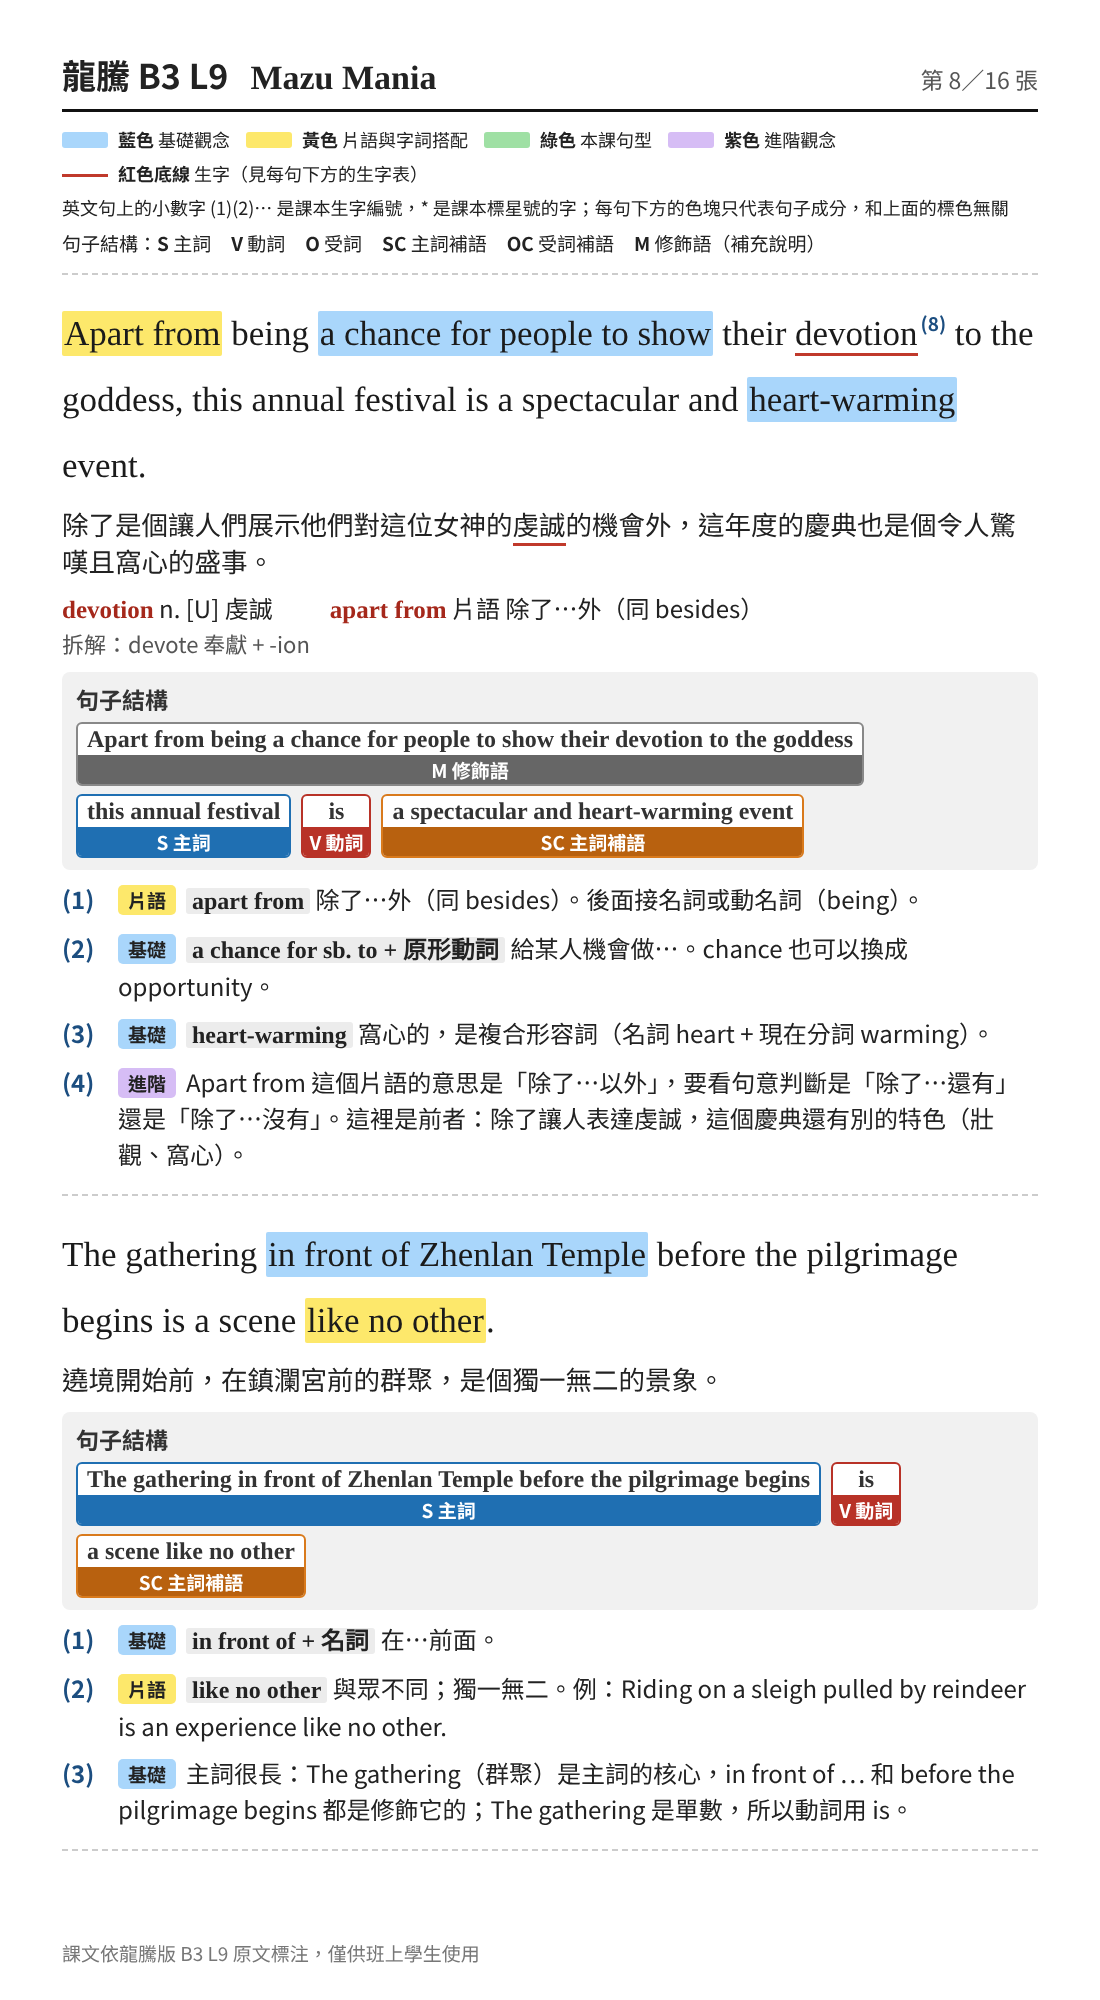 龍騰 B3 L9 Mazu Mania
第 8／16 張
藍色 基礎觀念 黃色 片語與字詞搭配 綠色 本課句型 紫色 進階觀念
紅色底線 生字（見每句下方的生字表）
英文句上的小數字 (1)(2)⋯ 是課本生字編號，* 是課本標星號的字；每句下方的色塊只代表句子成分，和上面的標色無關
句子結構：S 主詞 V 動詞 O 受詞 SC 主詞補語 OC 受詞補語 M 修飾語（補充說明）
Apart from being a chance for people to show their devotion(8) to the
goddess, this annual festival is a spectacular and heart-warming
event.
除了是個讓人們展示他們對這位女神的虔誠的機會外，這年度的慶典也是個令人驚
嘆且窩心的盛事。
devotion n. [U] 虔誠 apart from 片語 除了⋯外（同 besides）
拆解：devote 奉獻 + -ion
句子結構
Apart from being a chance for people to show their devotion to the goddess
M 修飾語
this annual festival is a spectacular and heart-warming event
S 主詞 V 動詞 SC 主詞補語
(1) 片語 apart from 除了⋯外（同 besides）。後面接名詞或動名詞（being）。
(2) 基礎 a chance for sb. to + 原形動詞 給某人機會做⋯。chance 也可以換成
opportunity。
(3) 基礎 heart-warming 窩心的，是複合形容詞（名詞 heart + 現在分詞 warming）。
(4) 進階 Apart from 這個片語的意思是「除了⋯以外」，要看句意判斷是「除了⋯還有」
還是「除了⋯沒有」。這裡是前者：除了讓人表達虔誠，這個慶典還有別的特色（壯
觀、窩心）。
The gathering in front of Zhenlan Temple before the pilgrimage
begins is a scene like no other.
遶境開始前，在鎮瀾宮前的群聚，是個獨一無二的景象。
句子結構
The gathering in front of Zhenlan Temple before the pilgrimage begins is
S 主詞 V 動詞
a scene like no other
SC 主詞補語
(1) 基礎 in front of + 名詞 在⋯前面。
(2) 片語 like no other 與眾不同；獨一無二。例：Riding on a sleigh pulled by reindeer
is an experience like no other.
(3) 基礎 主詞很長：The gathering（群聚）是主詞的核心，in front of … 和 before the
pilgrimage begins 都是修飾它的；The gathering 是單數，所以動詞用 is。
課文依龍騰版 B3 L9 原文標注，僅供班上學生使用